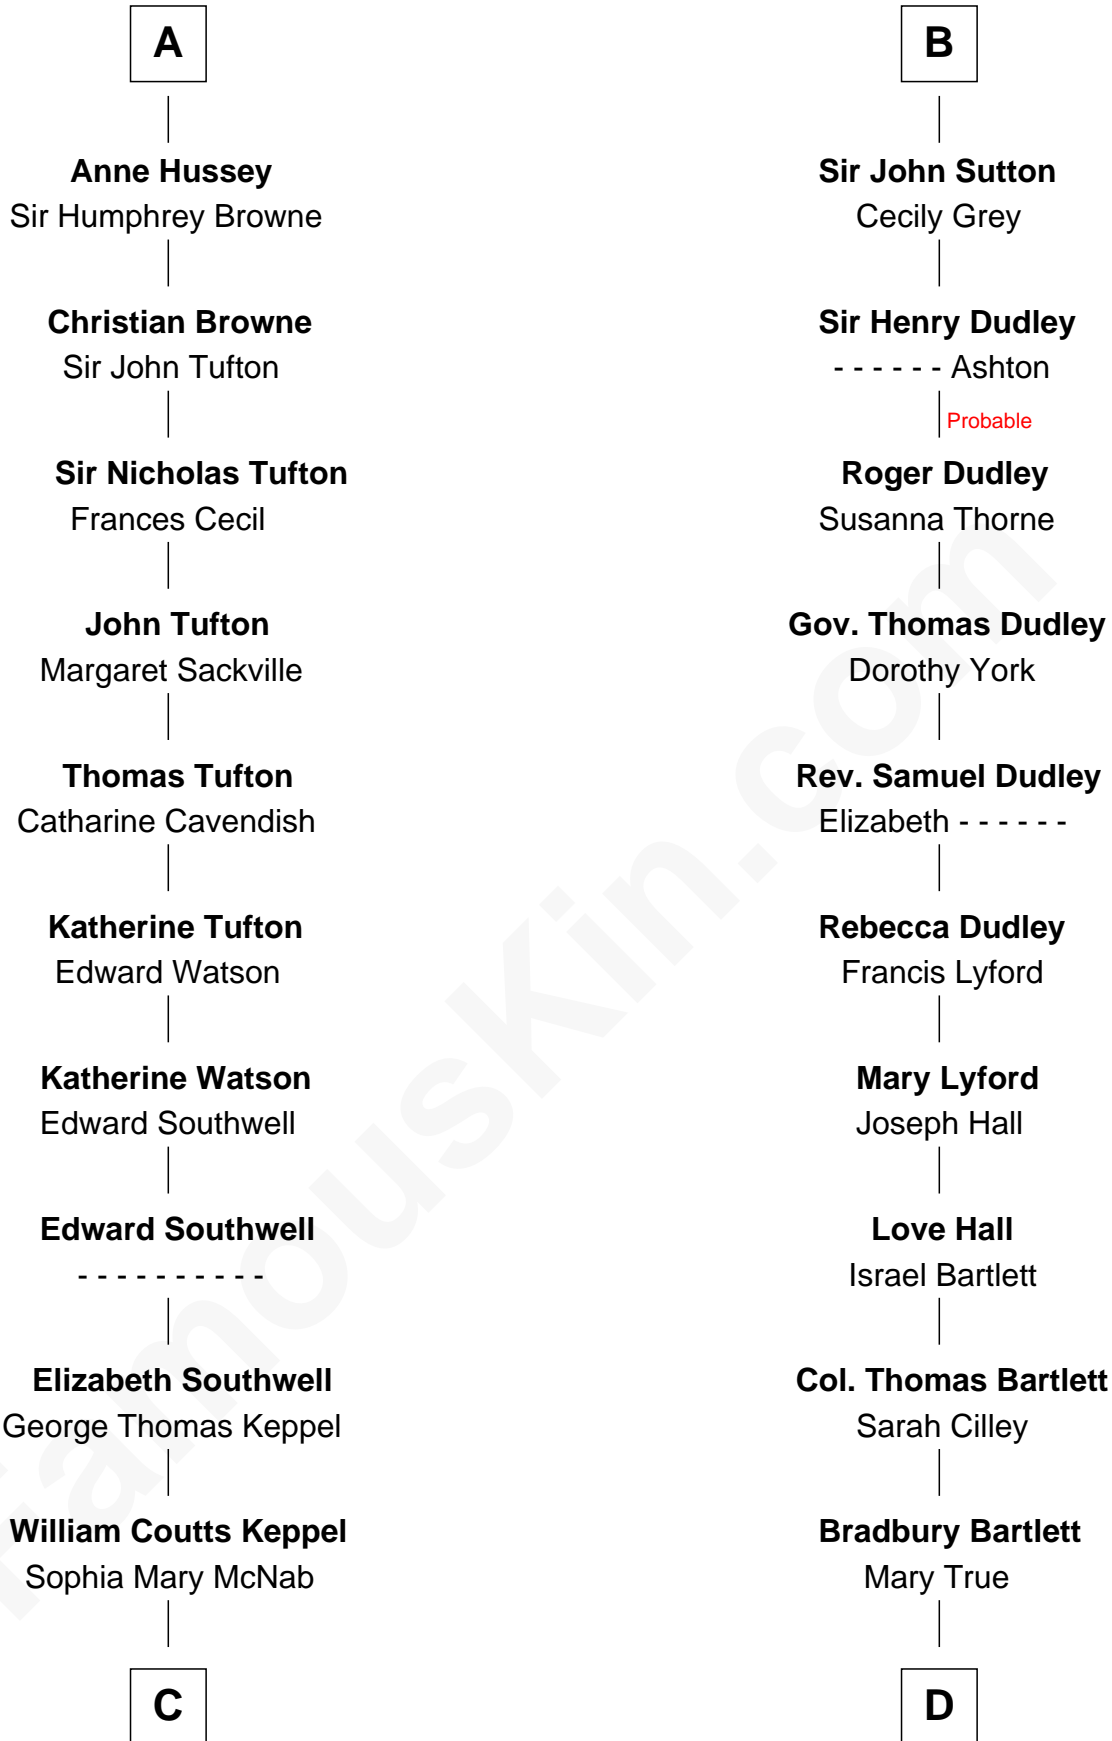 A
Anne Hussey
Sir Humphrey Browne
Christian Browne
Sir John Tufton
Sir Nicholas Tufton
Frances Cecil
John Tufton
Margaret Sackville
Thomas Tufton
Catharine Cavendish
Katherine Tufton
Edward Watson
Katherine Watson
Edward Southwell
Edward Southwell
- - - - - - - - - -
Elizabeth Southwell
George Thomas Keppel
William Coutts Keppel
Sophia Mary McNab
C
B
Sir John Sutton
Cecily Grey
Sir Henry Dudley
- - - - - - Ashton
Probable
Roger Dudley
Susanna Thorne
Gov. Thomas Dudley
Dorothy York
Rev. Samuel Dudley
Elizabeth - - - - - -
Rebecca Dudley
Francis Lyford
Mary Lyford
Joseph Hall
Love Hall
Israel Bartlett
Col. Thomas Bartlett
Sarah Cilley
Bradbury Bartlett
Mary True
D
FamousKin.com